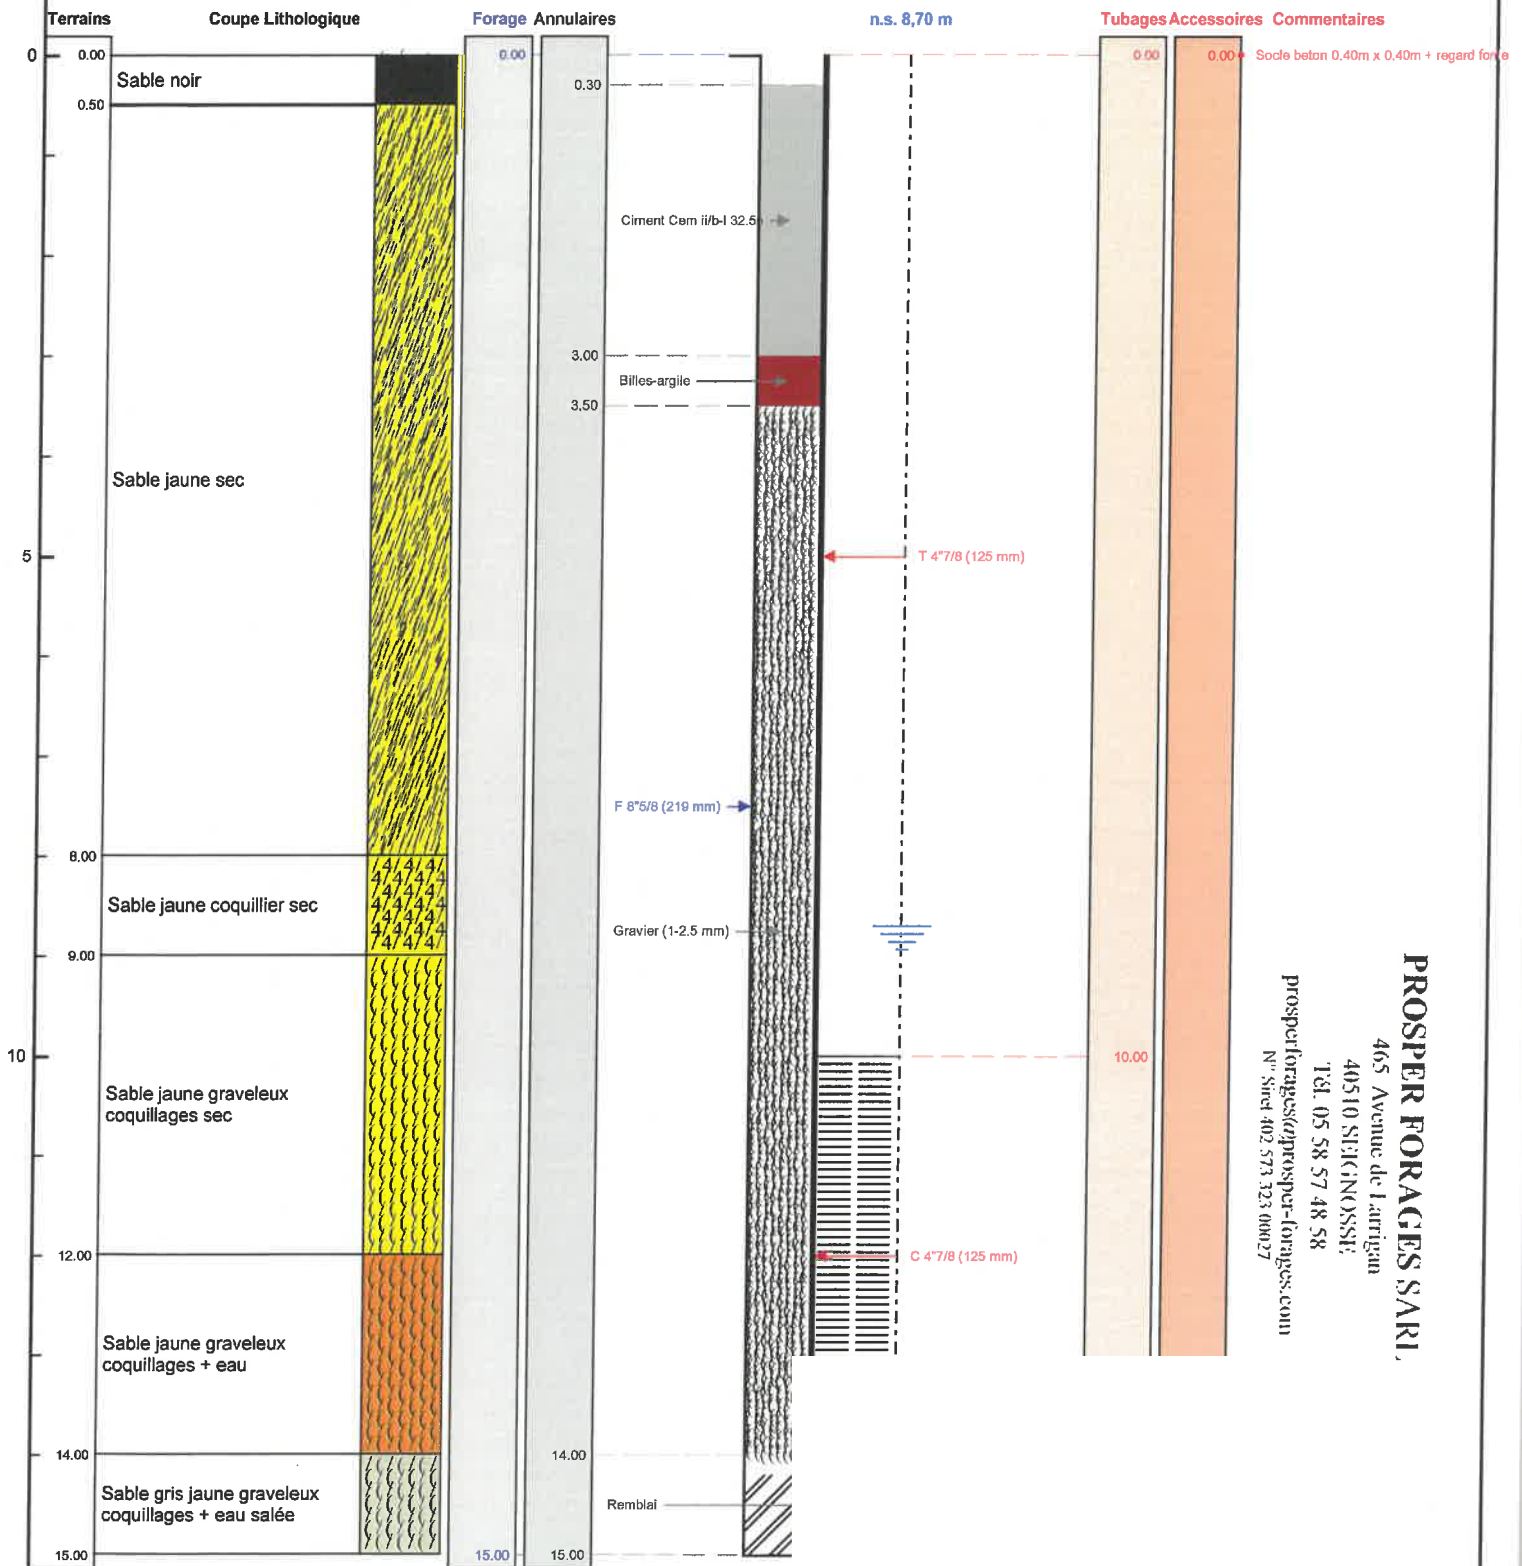 Terrains Coupe Lithologique Forage Annulaires n.s. 8,70 m Tubages Accessoires Commentaires
0 0.00 0.00 0.00 0.00 Socle beton 0.40m x 0.40m + regard
Sable noir
0.30
0.50
Ciment Cem ii/b-l 32.5
3.00
Billes-argile
3.50
Sable jaune sec
5
T 4"7/8 (125 mm)
F 8"5/8 (219 mm)
8.00
Sable jaune coquillier sec
Gravier (1-2.5 mm)
9.00
10 10.00
Sable jaune graveleux
coquillages sec
12.00
C 4"7/8 (125 mm)
Sable jaune graveleux
coquillages + eau
14.00 14.00
Sable gris jaune graveleux
coquillages + eau salée
Remblai
15.00 15.00 15.00
PROSPER FORAGES SARL
465 Avenue de Larrigan
40510 SEIGNOSSE
Tél. 05 58 57 48 58
prosperforages@prosper-forages.com
N° Siret 402 573 323 00027